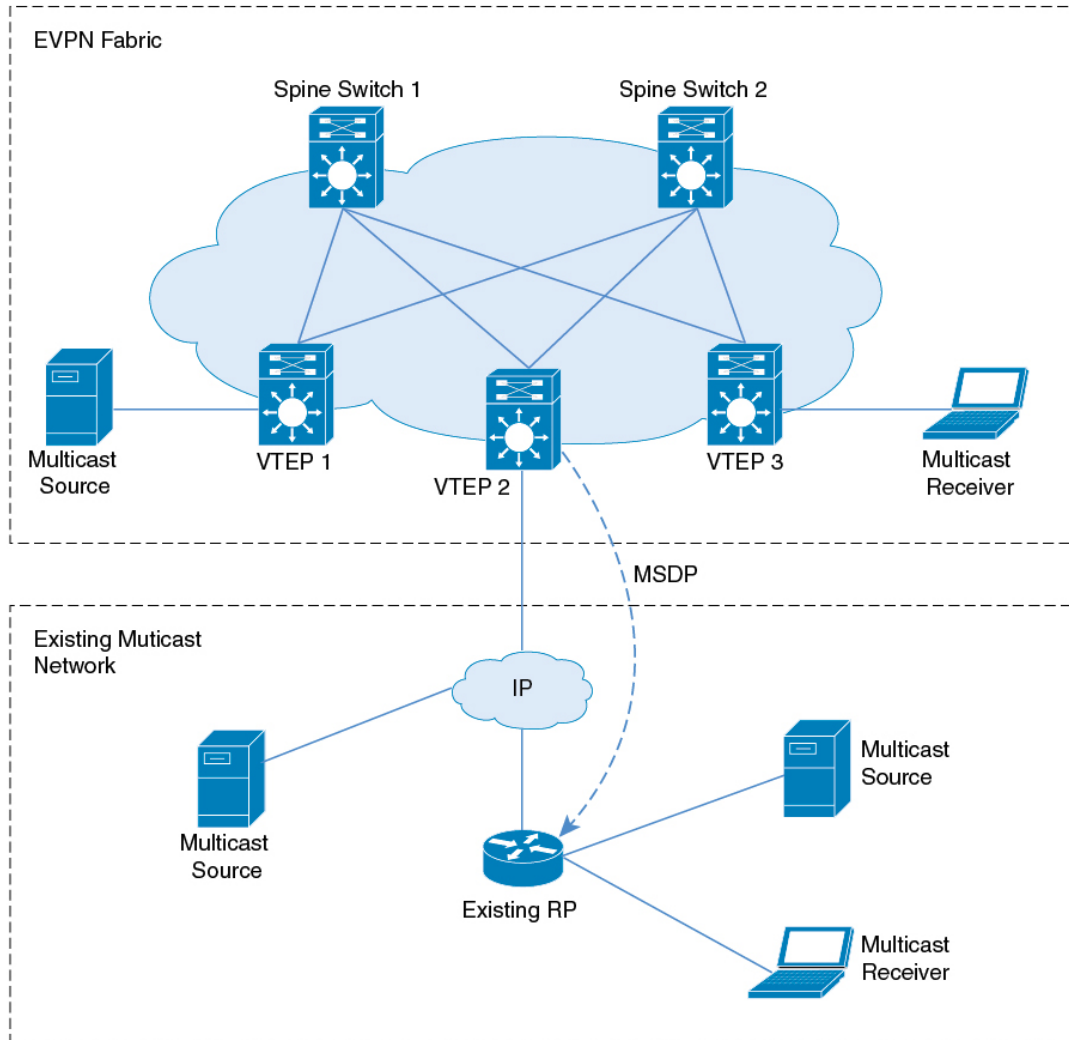 EVPN Fabric
Spine Switch 1
Spine Switch 2
Multicast
Source
VTEP 1
VTEP 2
VTEP 3
Multicast
Receiver
MSDP
Existing Muticast
Network
IP
Multicast
Source
Multicast
Source
Existing RP
Multicast
Receiver